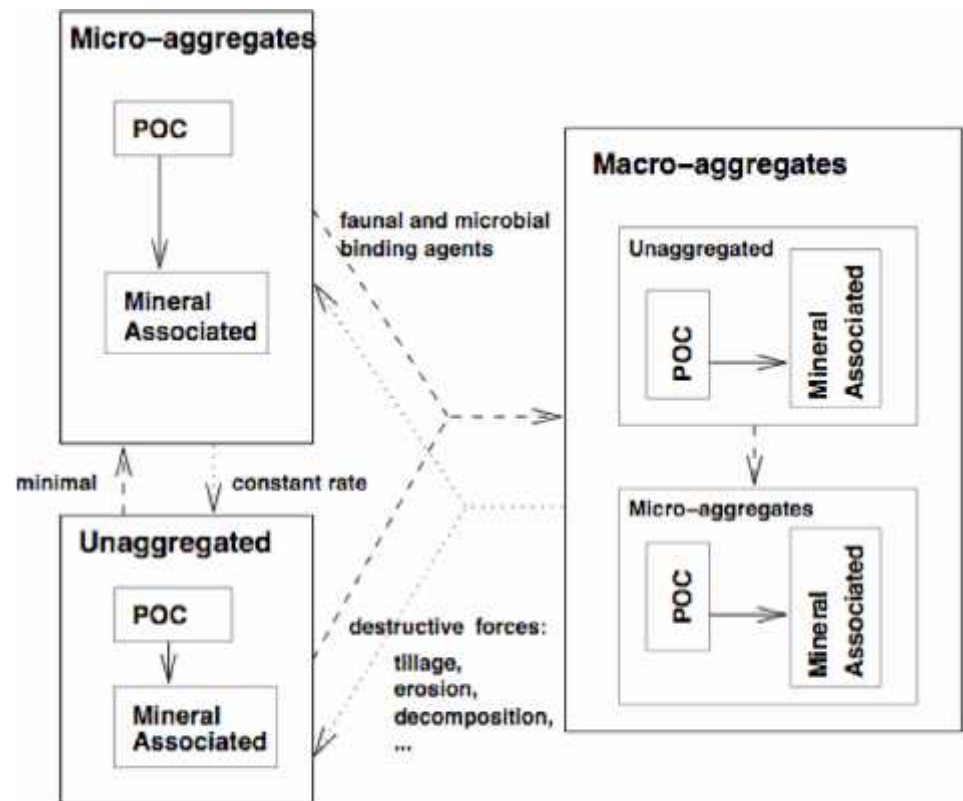 Micro-aggregates
POC
Mineral
Associated
minimal
constant rate
Unaggregated
POC
Mineral
Associated
faunal and microbial
binding agents
destructive forces:
tillage,
erosion,
decomposition,
...
Macro-aggregates
Unaggregated
POC
Mineral
Associated
Micro-aggregates
POC
Mineral
Associated